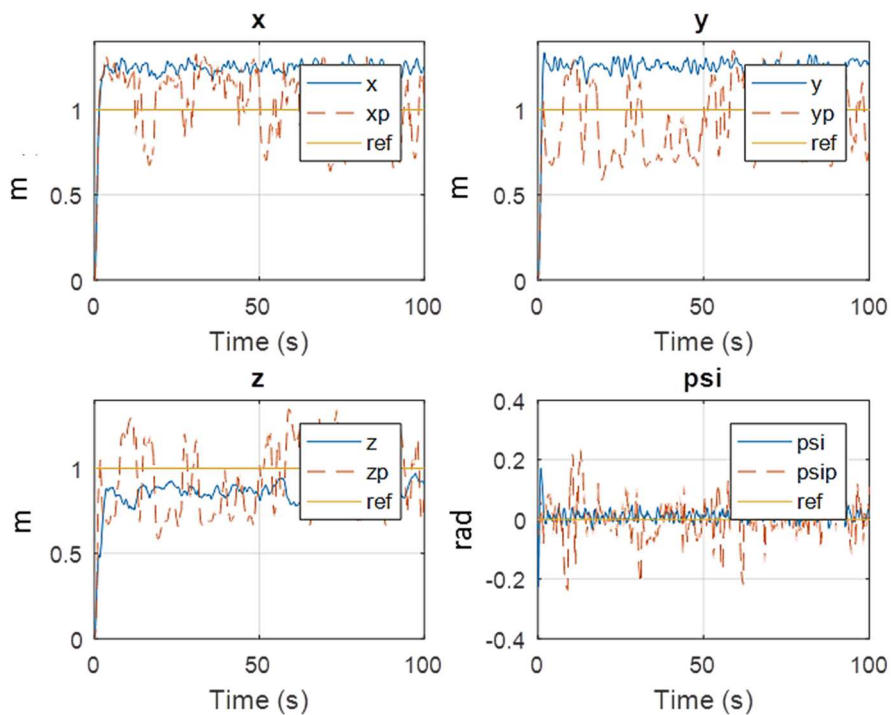 x
m
1
0.5
0
x
xp
ref
0 50 100
Time (s)
y
m
1
0.5
0
y
yp
ref
0 50 100
Time (s)
z
m
1
0.5
0
z
zp
ref
0 50 100
Time (s)
psi
rad
0.4
0.2
0
-0.2
-0.4
psi
psip
ref
0 50 100
Time (s)